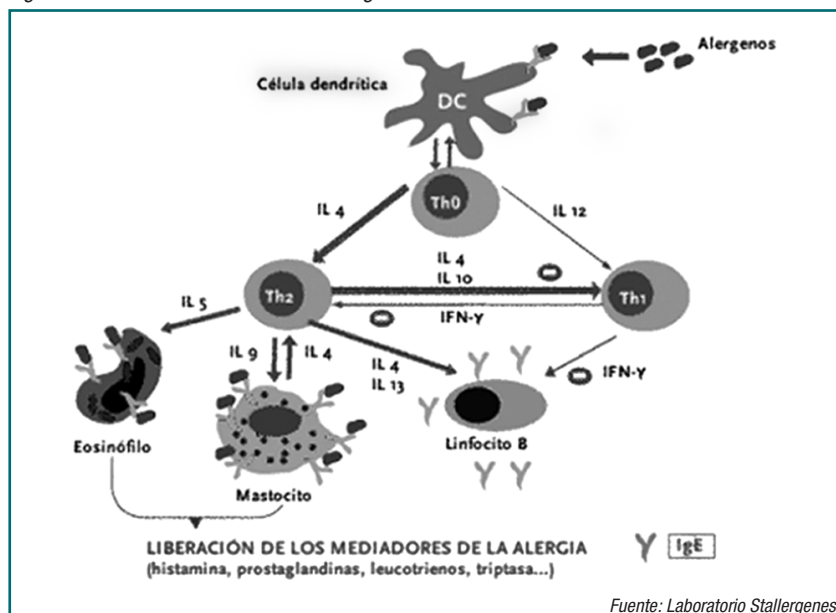 Alergenos
Célula dendrítica
DC
Th0
IL 4
IL 12
IL 4
IL 10
Th2
Th1
IFN-γ
IL 5
IL 9
IL 4
IL 4
IL 13
IFN-γ
Eosinófilo
Mastocito
Linfocito B
LIBERACIÓN DE LOS MEDIADORES DE LA ALERGIA
(histamina, prostaglandinas, leucotrienos, triptasa...)
IgE
Fuente: Laboratorio Stallergenes